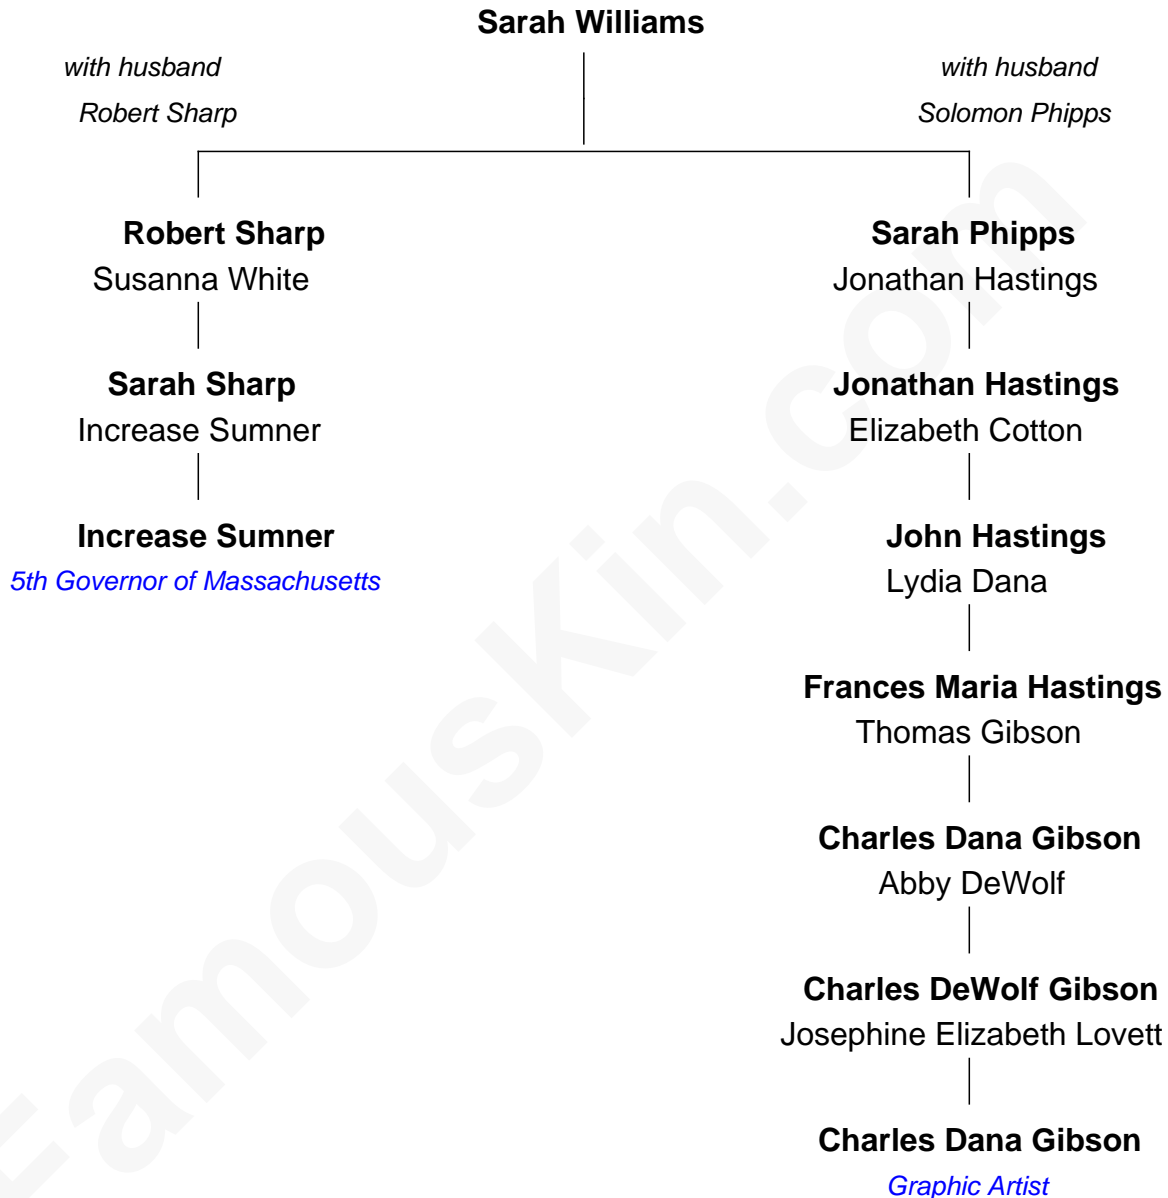 Sarah Williams
with husband
Robert Sharp
with husband
Solomon Phipps
Robert Sharp
Susanna White
Sarah Phipps
Jonathan Hastings
Sarah Sharp
Increase Sumner
Jonathan Hastings
Elizabeth Cotton
Increase Sumner
5th Governor of Massachusetts
John Hastings
Lydia Dana
Frances Maria Hastings
Thomas Gibson
Charles Dana Gibson
Abby DeWolf
Charles DeWolf Gibson
Josephine Elizabeth Lovett
Charles Dana Gibson
Graphic Artist
FamousKin.com